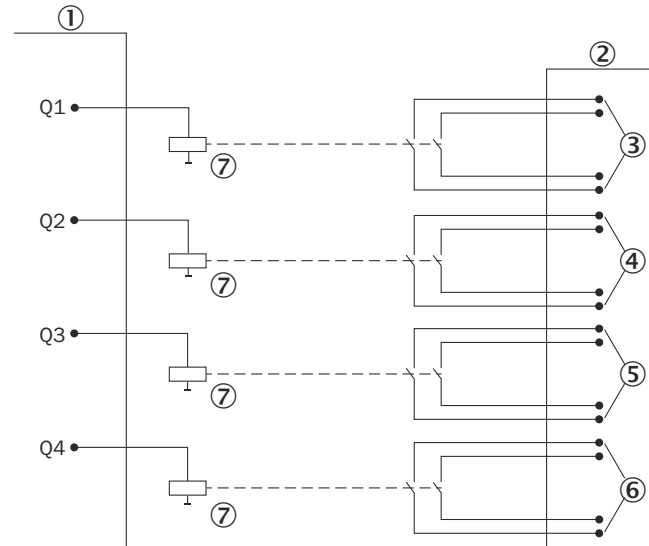 ①
②
Q1
③
⑦
Q2
④
⑦
Q3
⑤
⑦
Q4
⑥
⑦